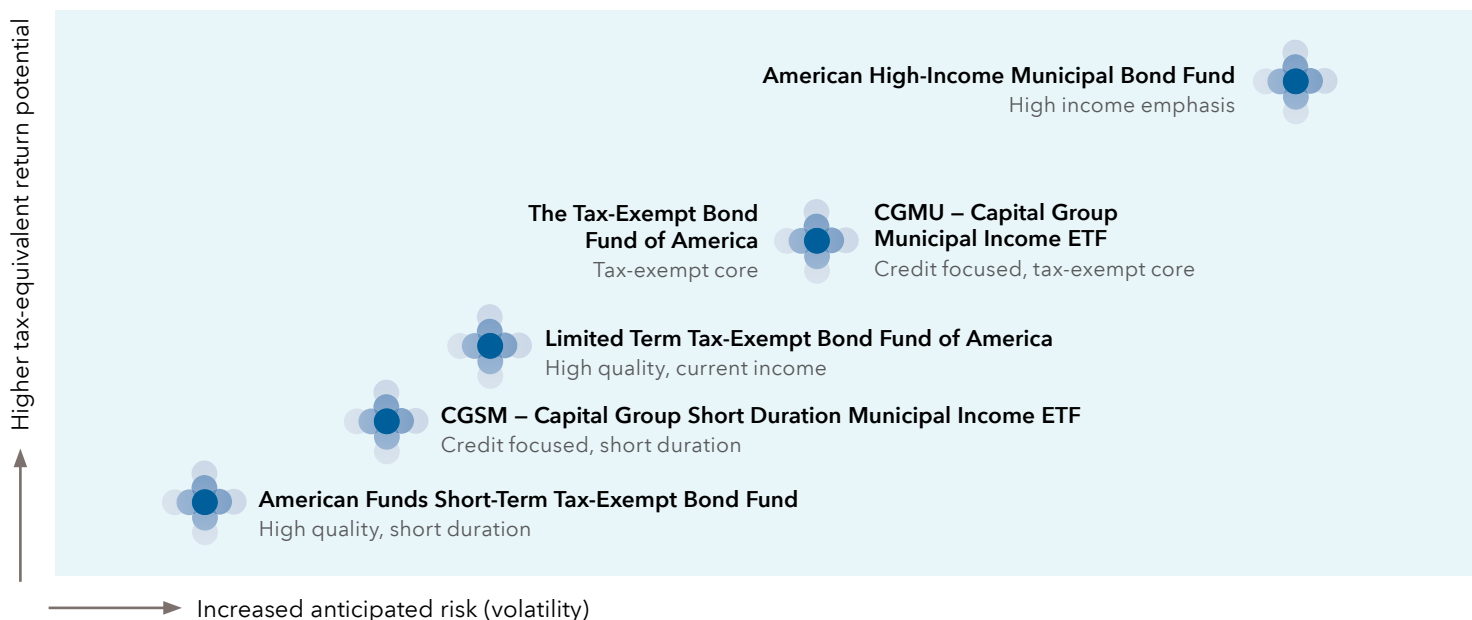 Higher tax-equivalent return potential
American High-Income Municipal Bond Fund
High income emphasis
The Tax-Exempt Bond
Fund of America
Tax-exempt core
CGMU – Capital Group
Municipal Income ETF
Credit focused, tax-exempt core
Limited Term Tax-Exempt Bond Fund of America
High quality, current income
CGSM – Capital Group Short Duration Municipal Income ETF
Credit focused, short duration
American Funds Short-Term Tax-Exempt Bond Fund
High quality, short duration
Increased anticipated risk (volatility)